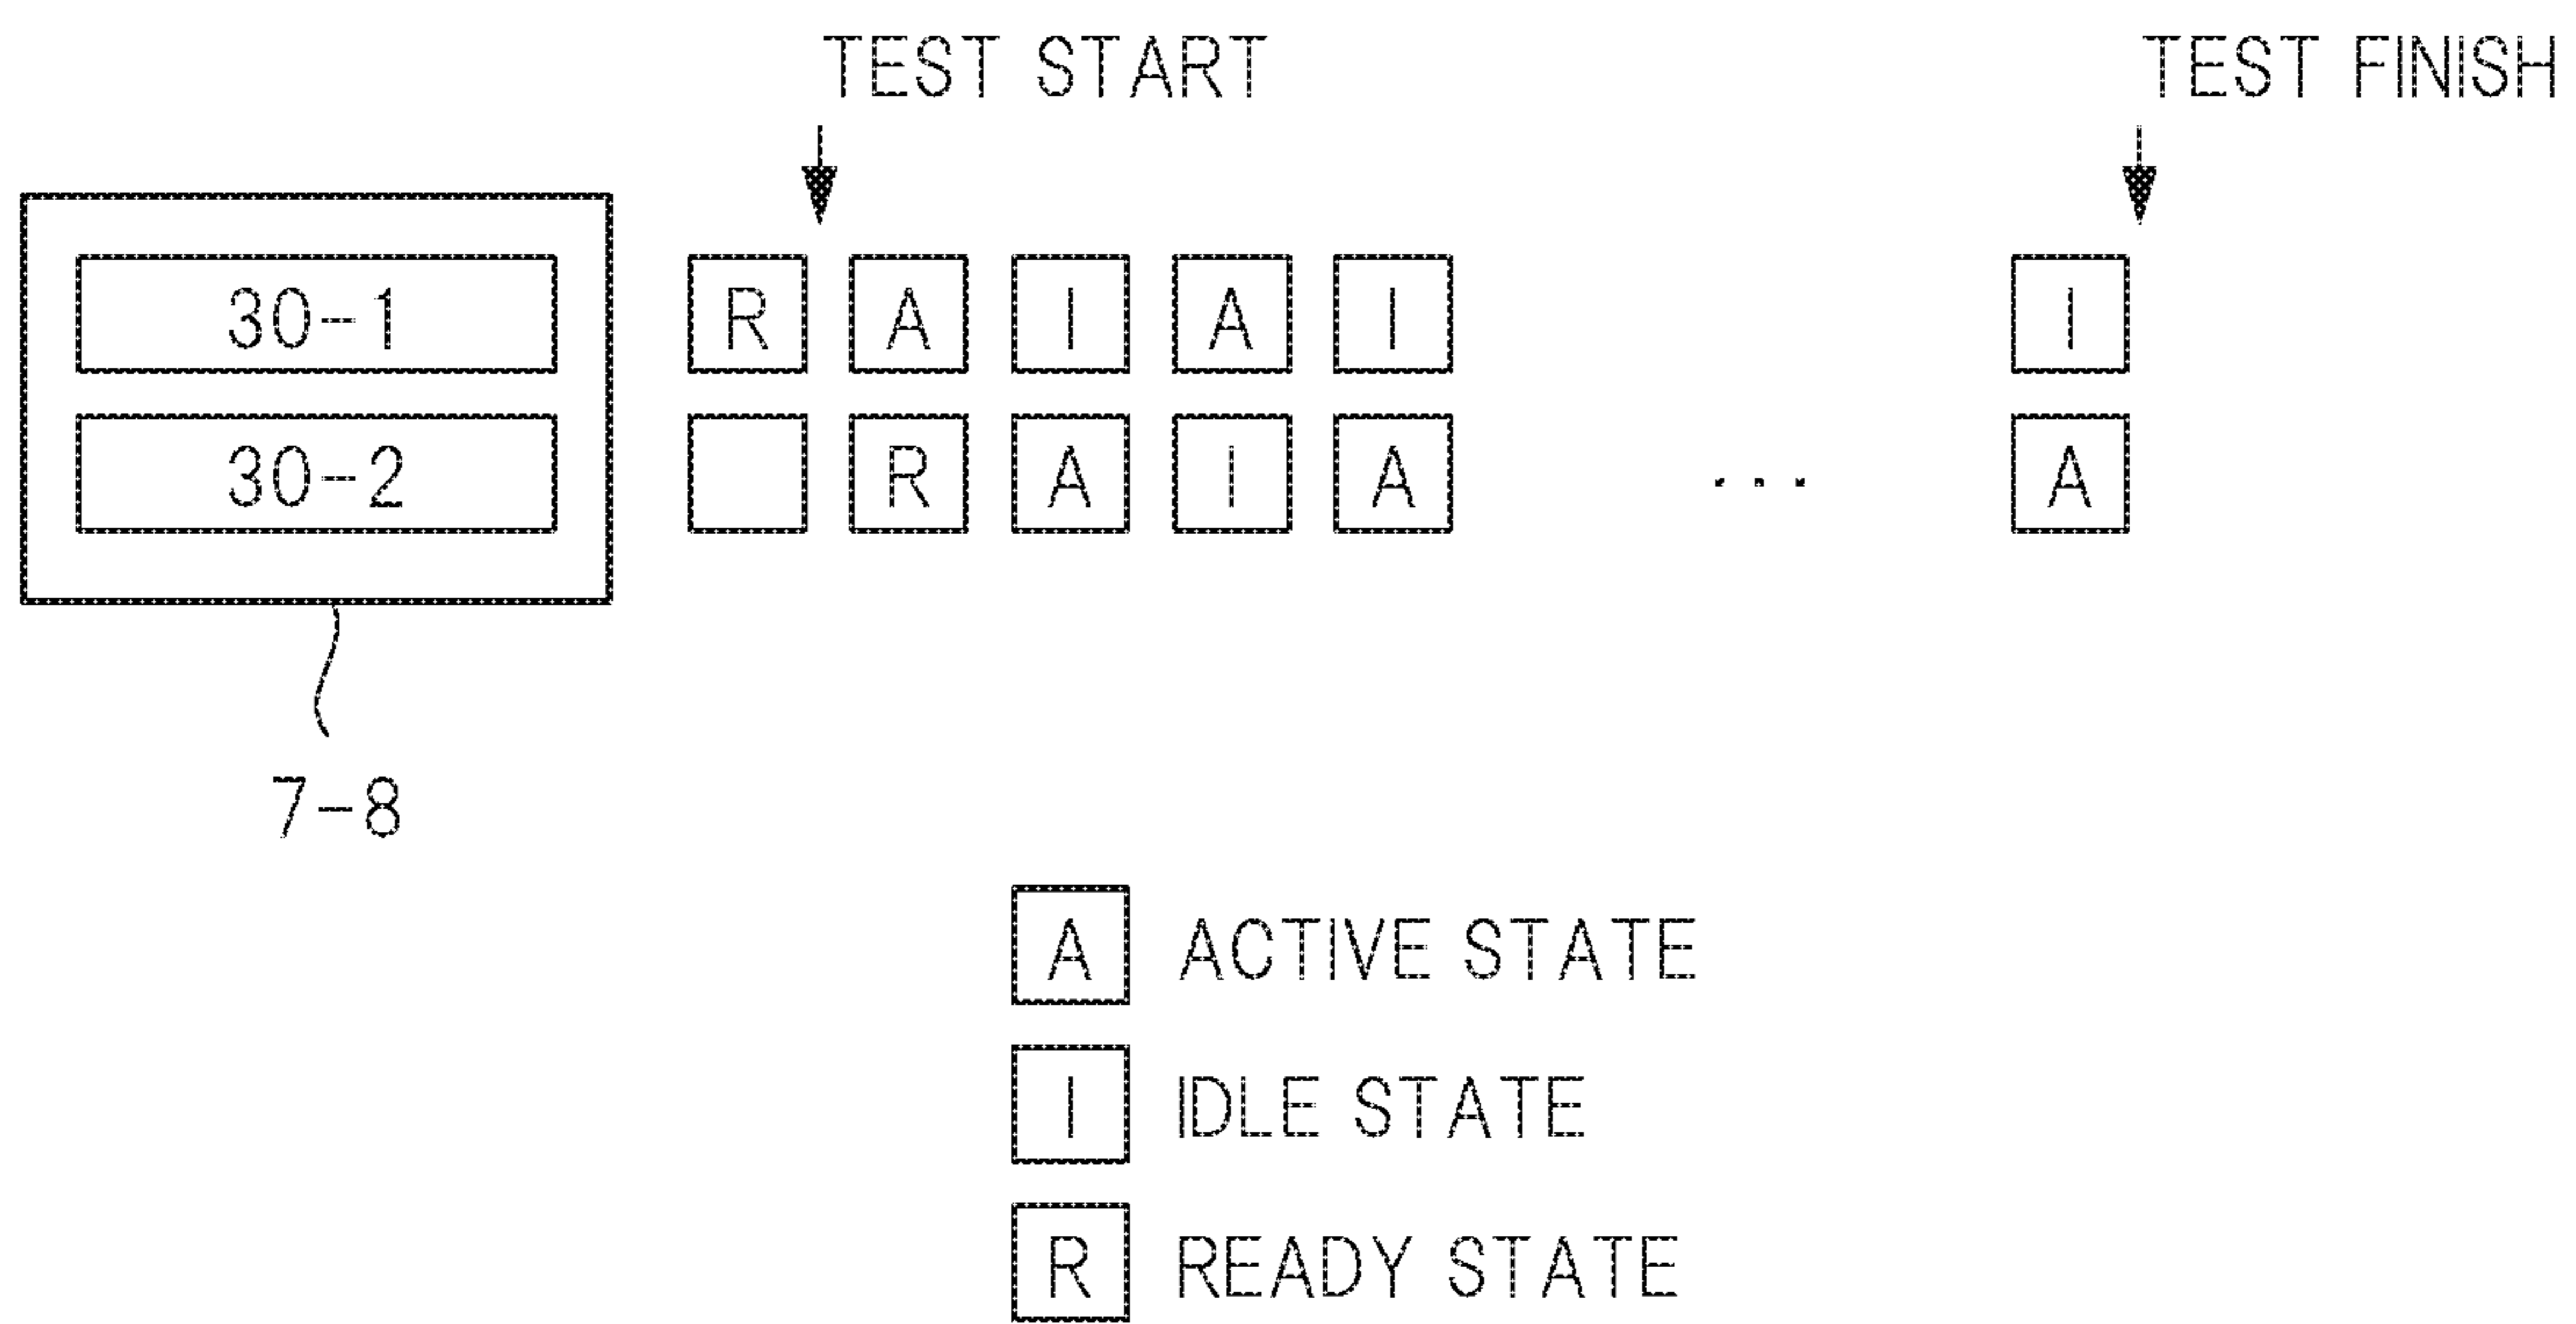 TEST START TEST FINISH
30-1 R A I A I I
30-2 R A I A ... A
7-8
A ACTIVE STATE
I IDLE STATE
R READY STATE